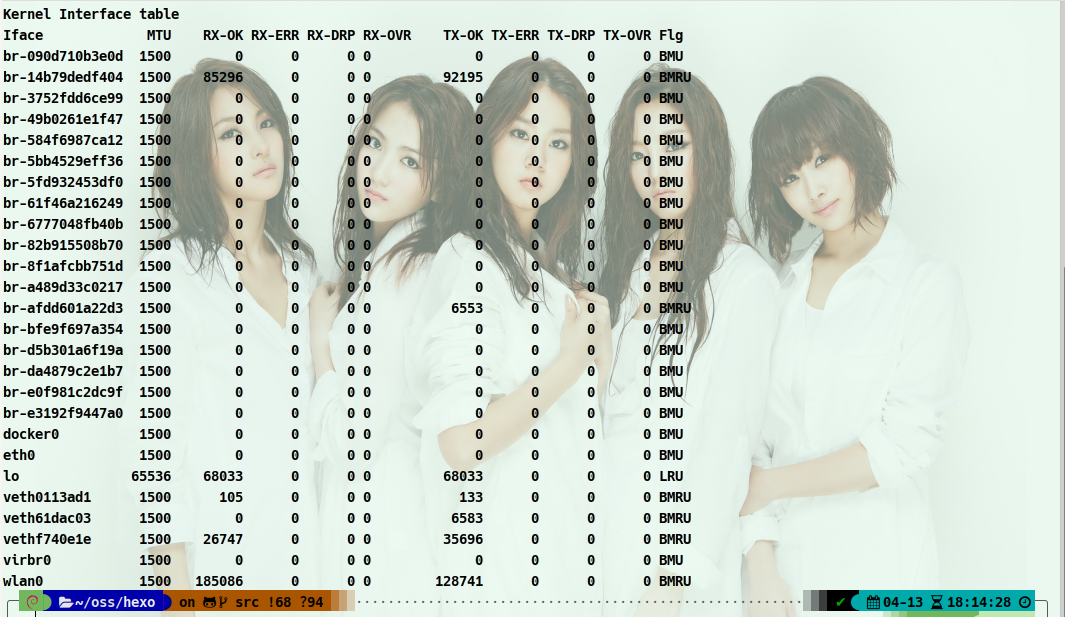 Kernel Interface table
Iface MTU RX-OK RX-ERR RX-DRP RX-OVR TX-OK TX-ERR TX-DRP TX-OVR Flg
br-090d710b3e0d 1500 0 0 0 0 0 0 0 0 BMU
br-14b79dedf404 1500 85296 0 0 0 92195 0 0 0 BMRU
br-3752fdd6ce99 1500 0 0 0 0 0 0 0 0 BMU
br-49b0261e1f47 1500 0 0 0 0 0 0 0 0 BMU
br-584f6987ca12 1500 0 0 0 0 0 0 0 0 BMU
br-5bb4529eff36 1500 0 0 0 0 0 0 0 0 BMU
br-5fd932453df0 1500 0 0 0 0 0 0 0 0 BMU
br-61f46a216249 1500 0 0 0 0 0 0 0 0 BMU
br-6777048fb40b 1500 0 0 0 0 0 0 0 0 BMU
br-82b915508b70 1500 0 0 0 0 0 0 0 0 BMU
br-8f1afcbb751d 1500 0 0 0 0 0 0 0 0 BMU
br-a489d33c0217 1500 0 0 0 0 0 0 0 0 BMU
br-afdd601a22d3 1500 0 0 0 0 6553 0 0 0 BMRU
br-bfe9f697a354 1500 0 0 0 0 0 0 0 0 BMU
br-d5b301a6f19a 1500 0 0 0 0 0 0 0 0 BMU
br-da4879c2e1b7 1500 0 0 0 0 0 0 0 0 BMU
br-e0f981c2dc9f 1500 0 0 0 0 0 0 0 0 BMU
br-e3192f9447a0 1500 0 0 0 0 0 0 0 0 BMU
docker0 1500 0 0 0 0 0 0 0 0 BMU
eth0 1500 0 0 0 0 0 0 0 0 BMU
lo 65536 68033 0 0 0 68033 0 0 0 LRU
veth0113ad1 1500 105 0 0 0 133 0 0 0 BMRU
veth61dac03 1500 0 0 0 0 6583 0 0 0 BMRU
vethf740e1e 1500 26747 0 0 0 35696 0 0 0 BMRU
virbr0 1500 0 0 0 0 0 0 0 0 BMU
wlan0 1500 185086 0 0 0 128741 0 0 0 BMRU
~/oss/hexo on src !68 ?94 ✔ 04-13 18:14:28